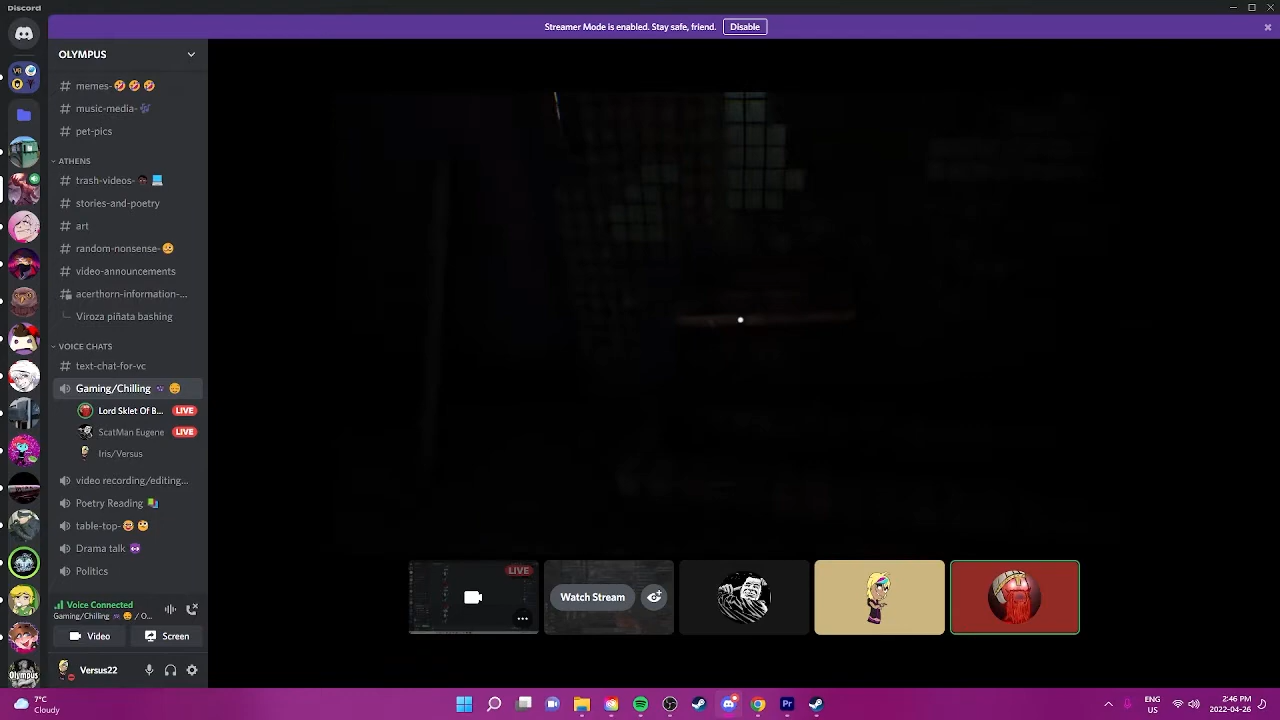 Discord
Streamer Mode is enabled. Stay safe, friend. Disable
OLYMPUS
# memes-🤣🤣🤣
# music-media-🎶
# pet-pics
ATHENS
trash-videos-
# stories-and-poetry
# art
# random-nonsense-
# video-announcements
acerthorn-information-...
Viroza piñata bombing
VOICE CHATS
# text-chat-for-vc
Gaming/Chilling
Lord Sklet Of B... LIVE
ScatMan Eugene LIVE
Iris/Versus
video recording/editing...
Poetry Reading
table-top-
Drama talk
Politics
LIVE
Watch Stream
Voice Connected
Gaming/Chilling / O...
Video Screen
Versus22
Olympus
7°C
Cloudy
Pr
ENG
US
2:46 PM
2022-04-26